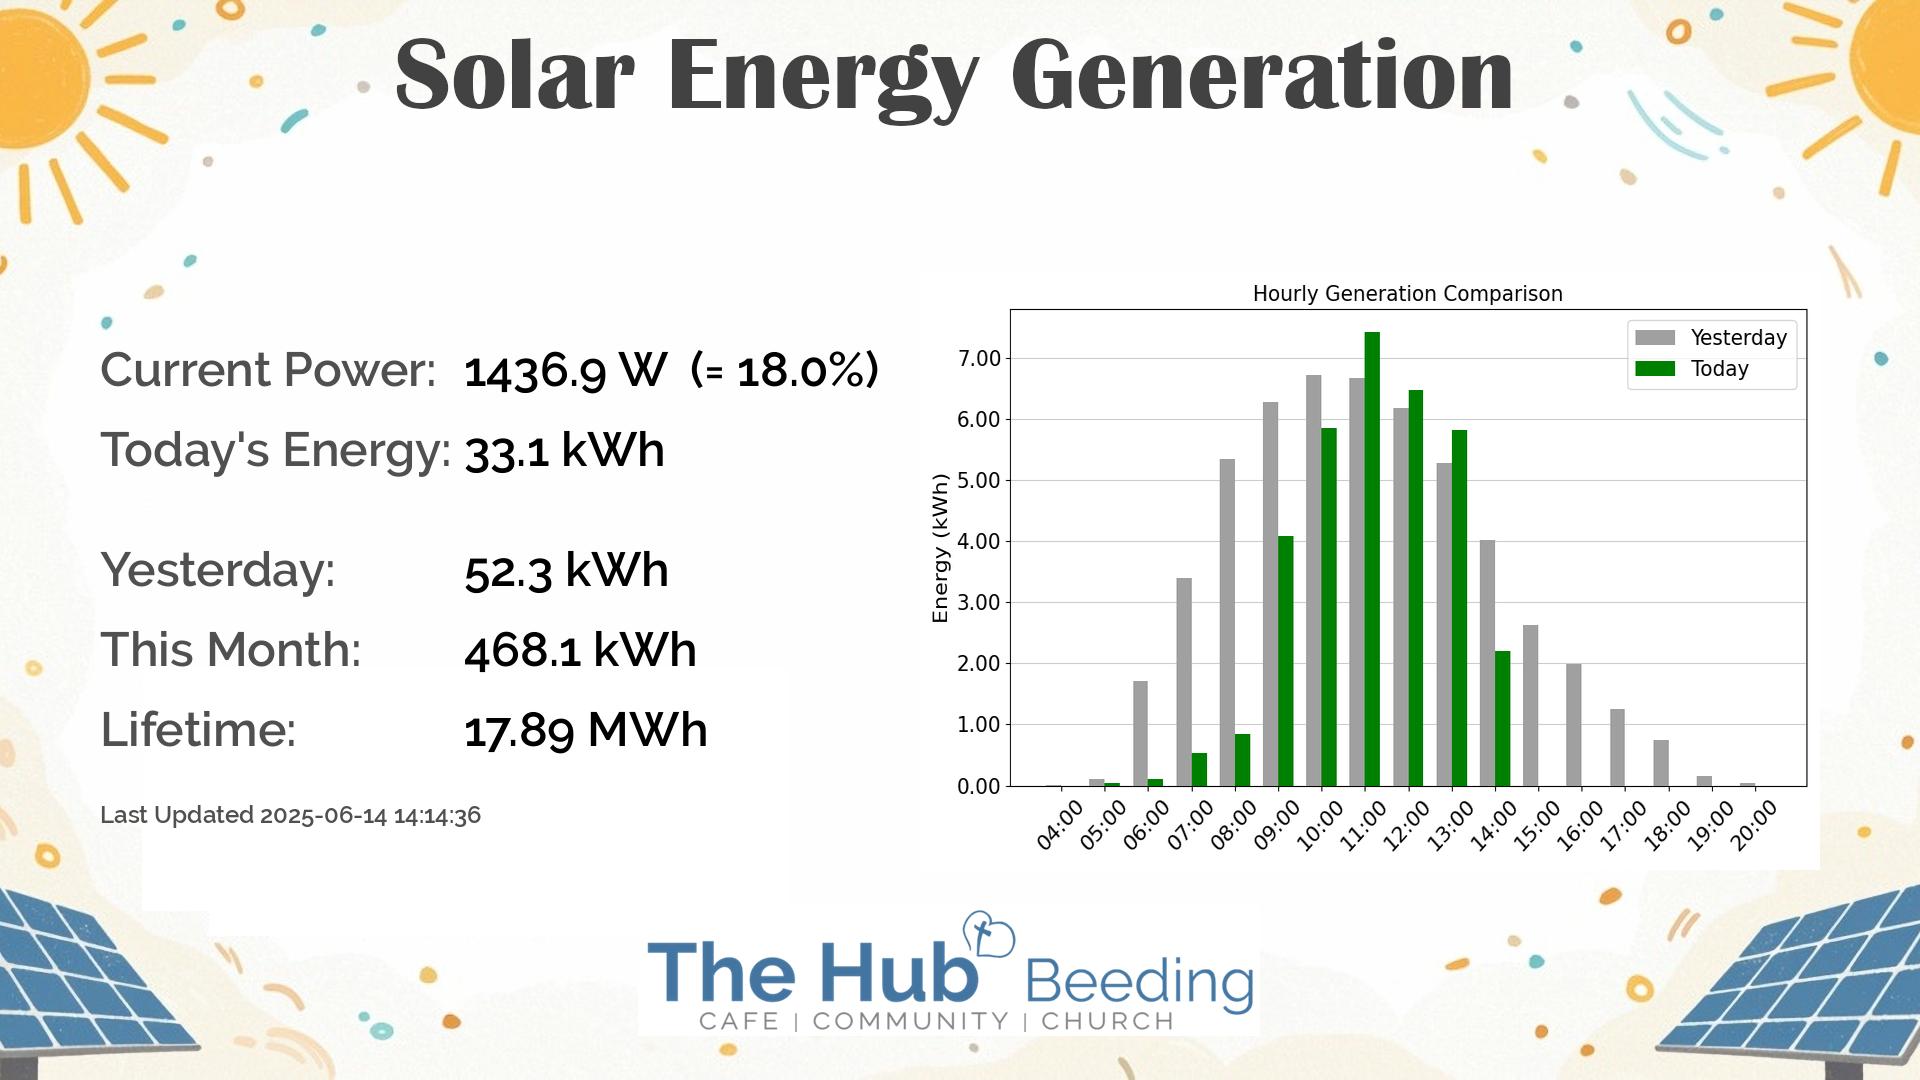 Solar Energy Generation
Current Power: 1436.9 W (= 18.0%)
Today's Energy: 33.1 kWh
Yesterday: 52.3 kWh
This Month: 468.1 kWh
Lifetime: 17.89 MWh
Last Updated 2025-06-14 14:14:36
Hourly Generation Comparison
Yesterday
Today
Energy (kWh)
7.00
6.00
5.00
4.00
3.00
2.00
1.00
0.00
04:00 05:00 06:00 07:00 08:00 09:00 10:00 11:00 12:00 13:00 14:00 15:00 16:00 17:00 18:00 19:00 20:00
The Hub Beeding
CAFE | COMMUNITY | CHURCH